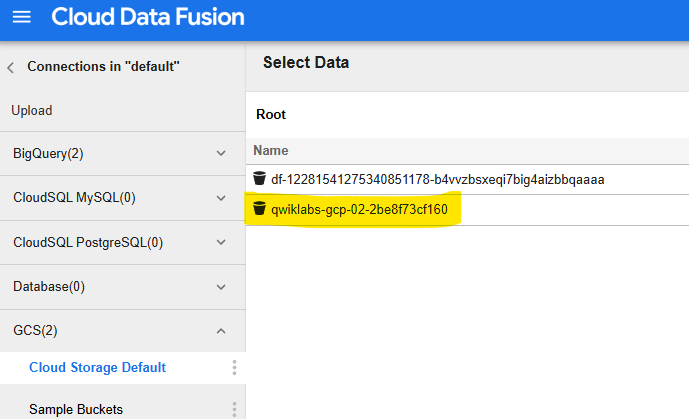 Cloud Data Fusion
Connections in "default"
Select Data
Upload
Root
BigQuery(2)
Name
CloudSQL MySQL(0)
df-12281541275340851178-b4vvzbsxeqi7big4aizbbqaaaa
qwiklabs-gcp-02-2be8f73cf160
CloudSQL PostgreSQL(0)
Database(0)
GCS(2)
Cloud Storage Default
Sample Buckets